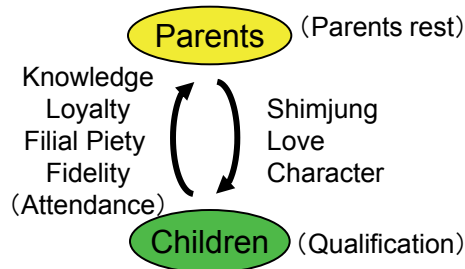 Parents（Parents rest）
Knowledge
Loyalty
Filial Piety
Fidelity
（Attendance）
Shimjung
Love
Character
Children（Qualification）